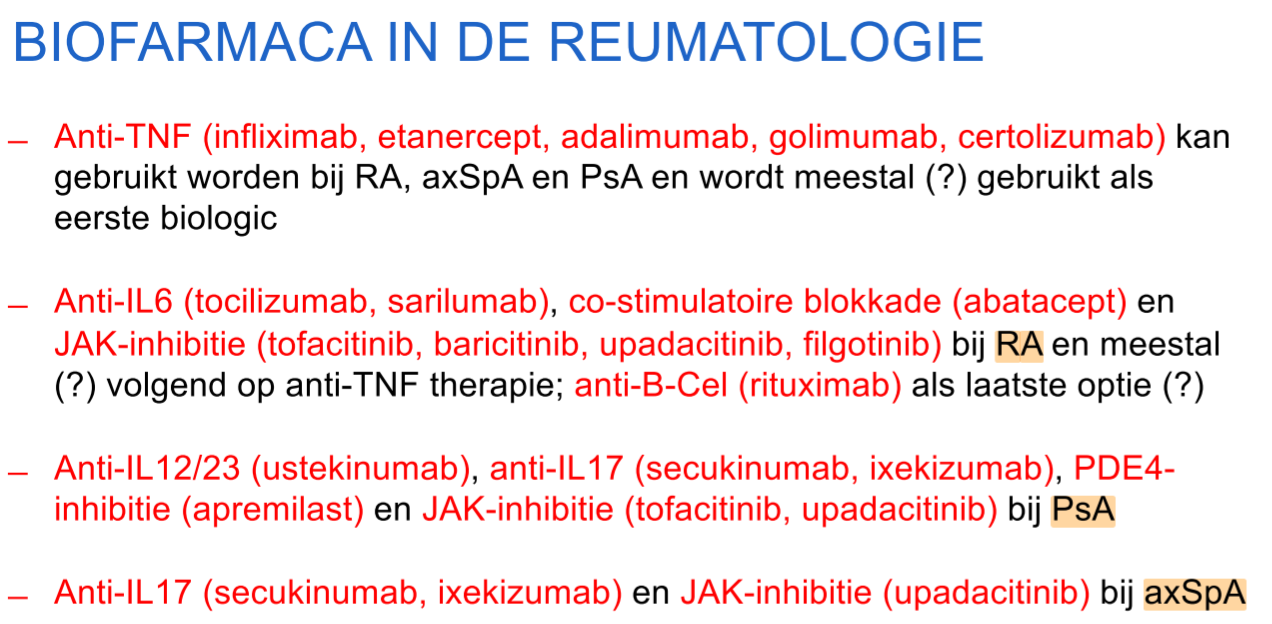 BIOFARMACA IN DE REUMATOLOGIE
– Anti-TNF (infliximab, etanercept, adalimumab, golimumab, certolizumab) kan
gebruikt worden bij RA, axSpA en PsA en wordt meestal (?) gebruikt als
eerste biologic
– Anti-IL6 (tocilizumab, sarilumab), co-stimulatoire blokkade (abatacept) en
JAK-inhibitie (tofacitinib, baricitinib, upadacitinib, filgotinib) bij RA en meestal
(?) volgend op anti-TNF therapie; anti-B-Cel (rituximab) als laatste optie (?)
– Anti-IL12/23 (ustekinumab), anti-IL17 (secukinumab, ixekizumab), PDE4-
inhibitie (apremilast) en JAK-inhibitie (tofacitinib, upadacitinib) bij PsA
– Anti-IL17 (secukinumab, ixekizumab) en JAK-inhibitie (upadacitinib) bij axSpA